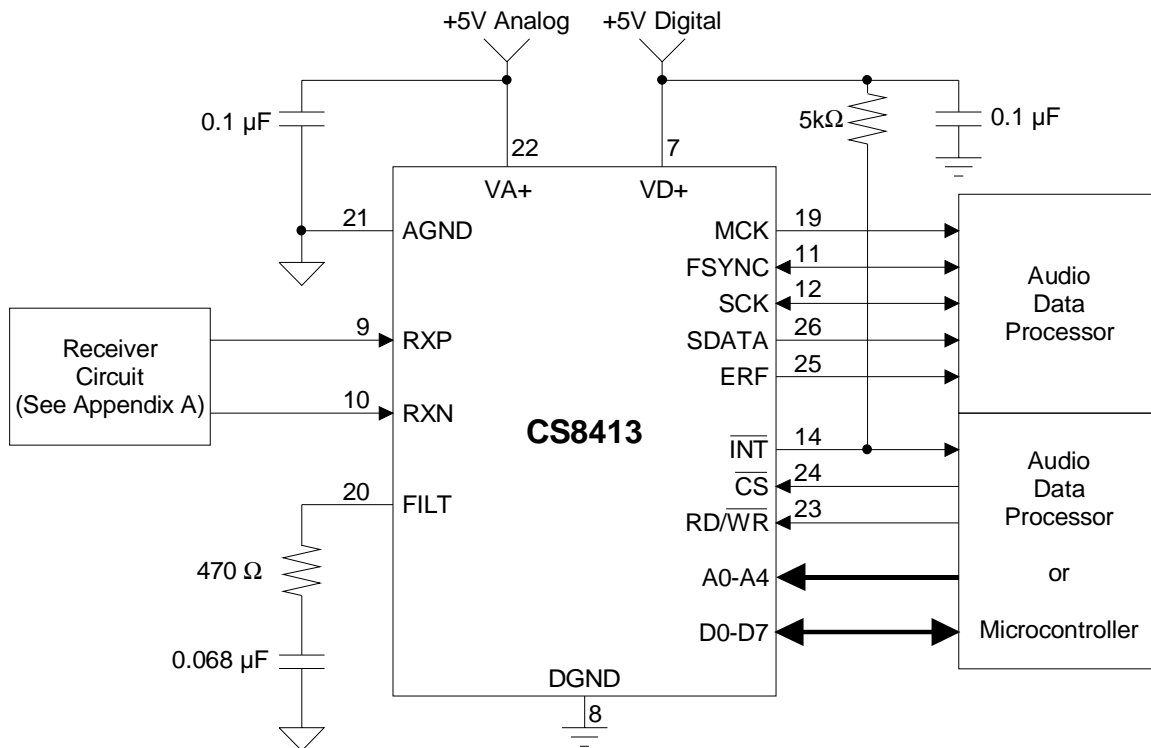 +5V Analog
+5V Digital
0.1 µF
5kΩ
0.1 µF
22
7
VA+
VD+
21
AGND
MCK
19
FSYNC
11
SCK
12
SDATA
26
ERF
25
Audio
Data
Processor
Receiver
Circuit
(See Appendix A)
9
RXP
10
RXN
CS8413
20
FILT
INT
14
CS
24
RD/WR
23
A0-A4
D0-D7
Audio
Data
Processor
or
Microcontroller
470 Ω
0.068 µF
DGND
8